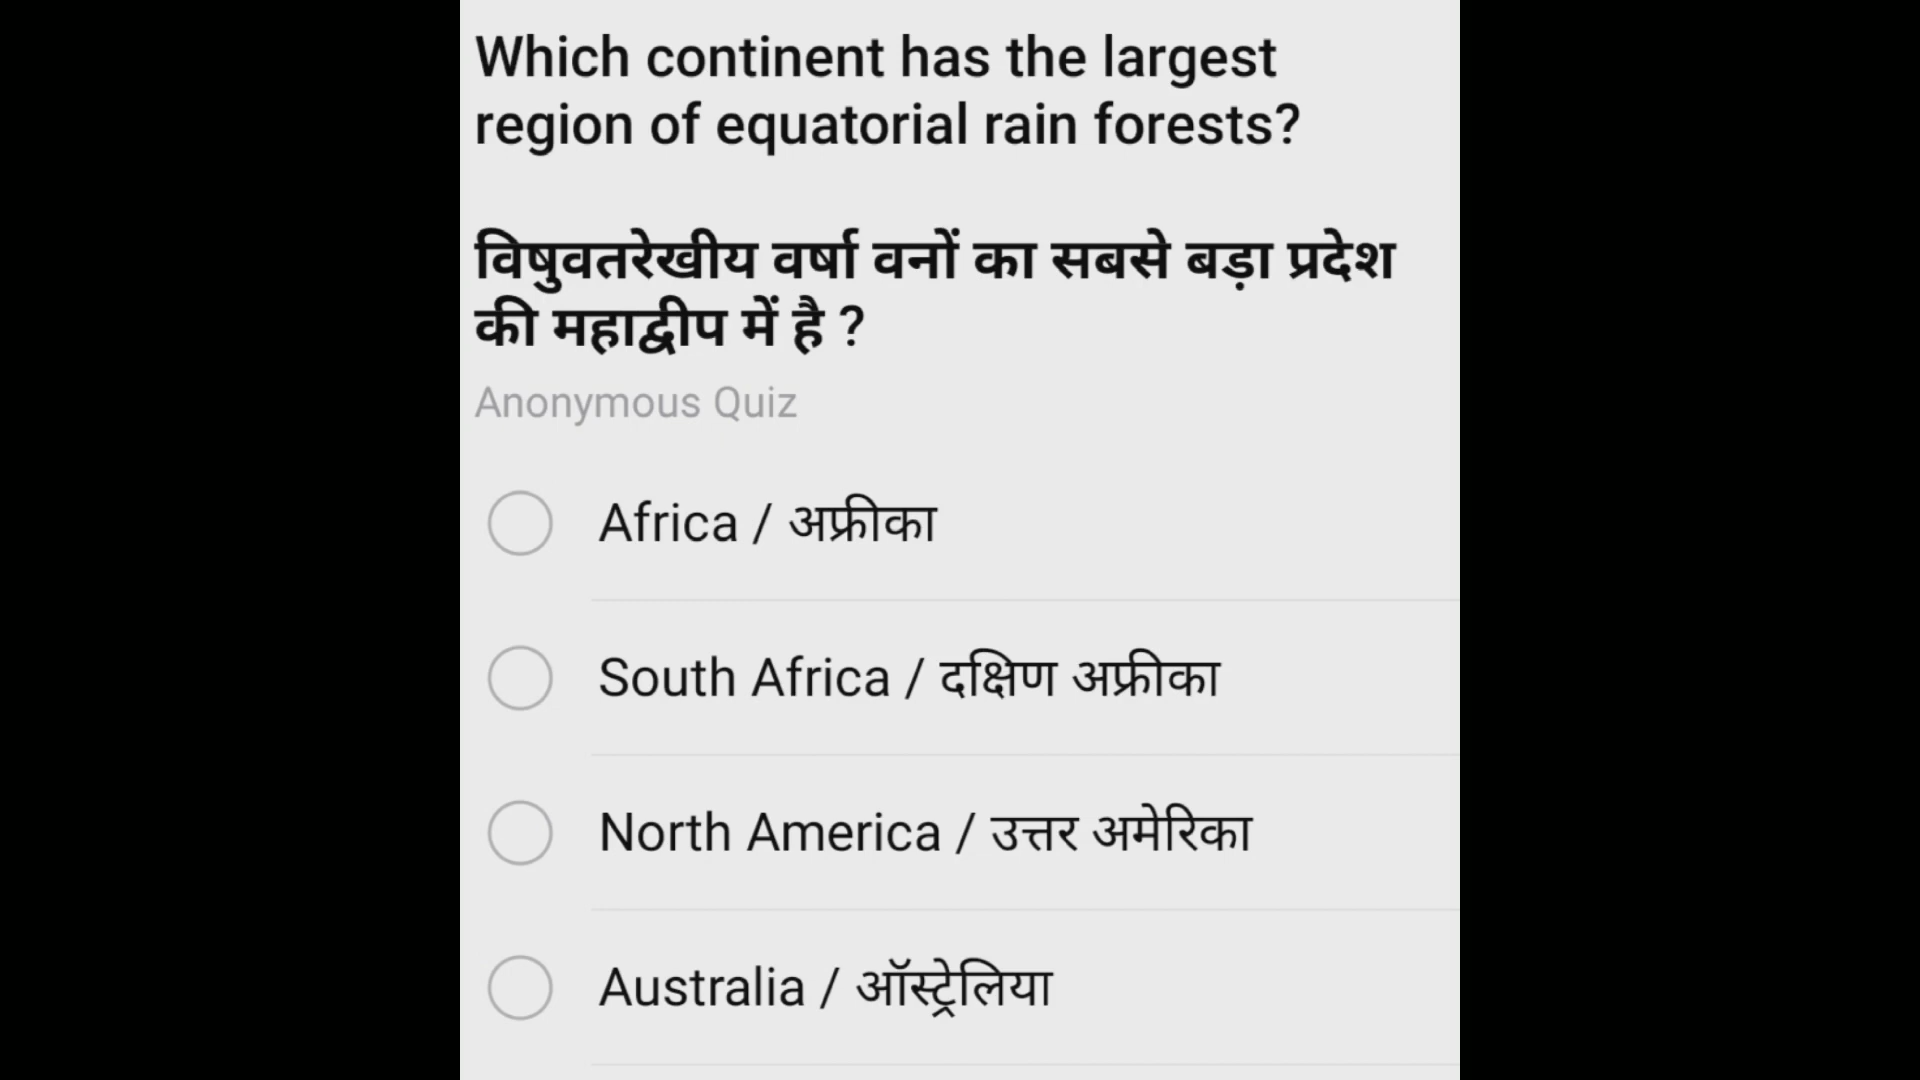 Which continent has the largest
region of equatorial rain forests?
विषुवतरेखीय वर्षा वनों का सबसे बड़ा प्रदेश
की महाद्वीप में है ?
Anonymous Quiz
Africa / अफ्रीका
South Africa / दक्षिण अफ्रीका
North America / उत्तर अमेरिका
Australia / ऑस्ट्रेलिया